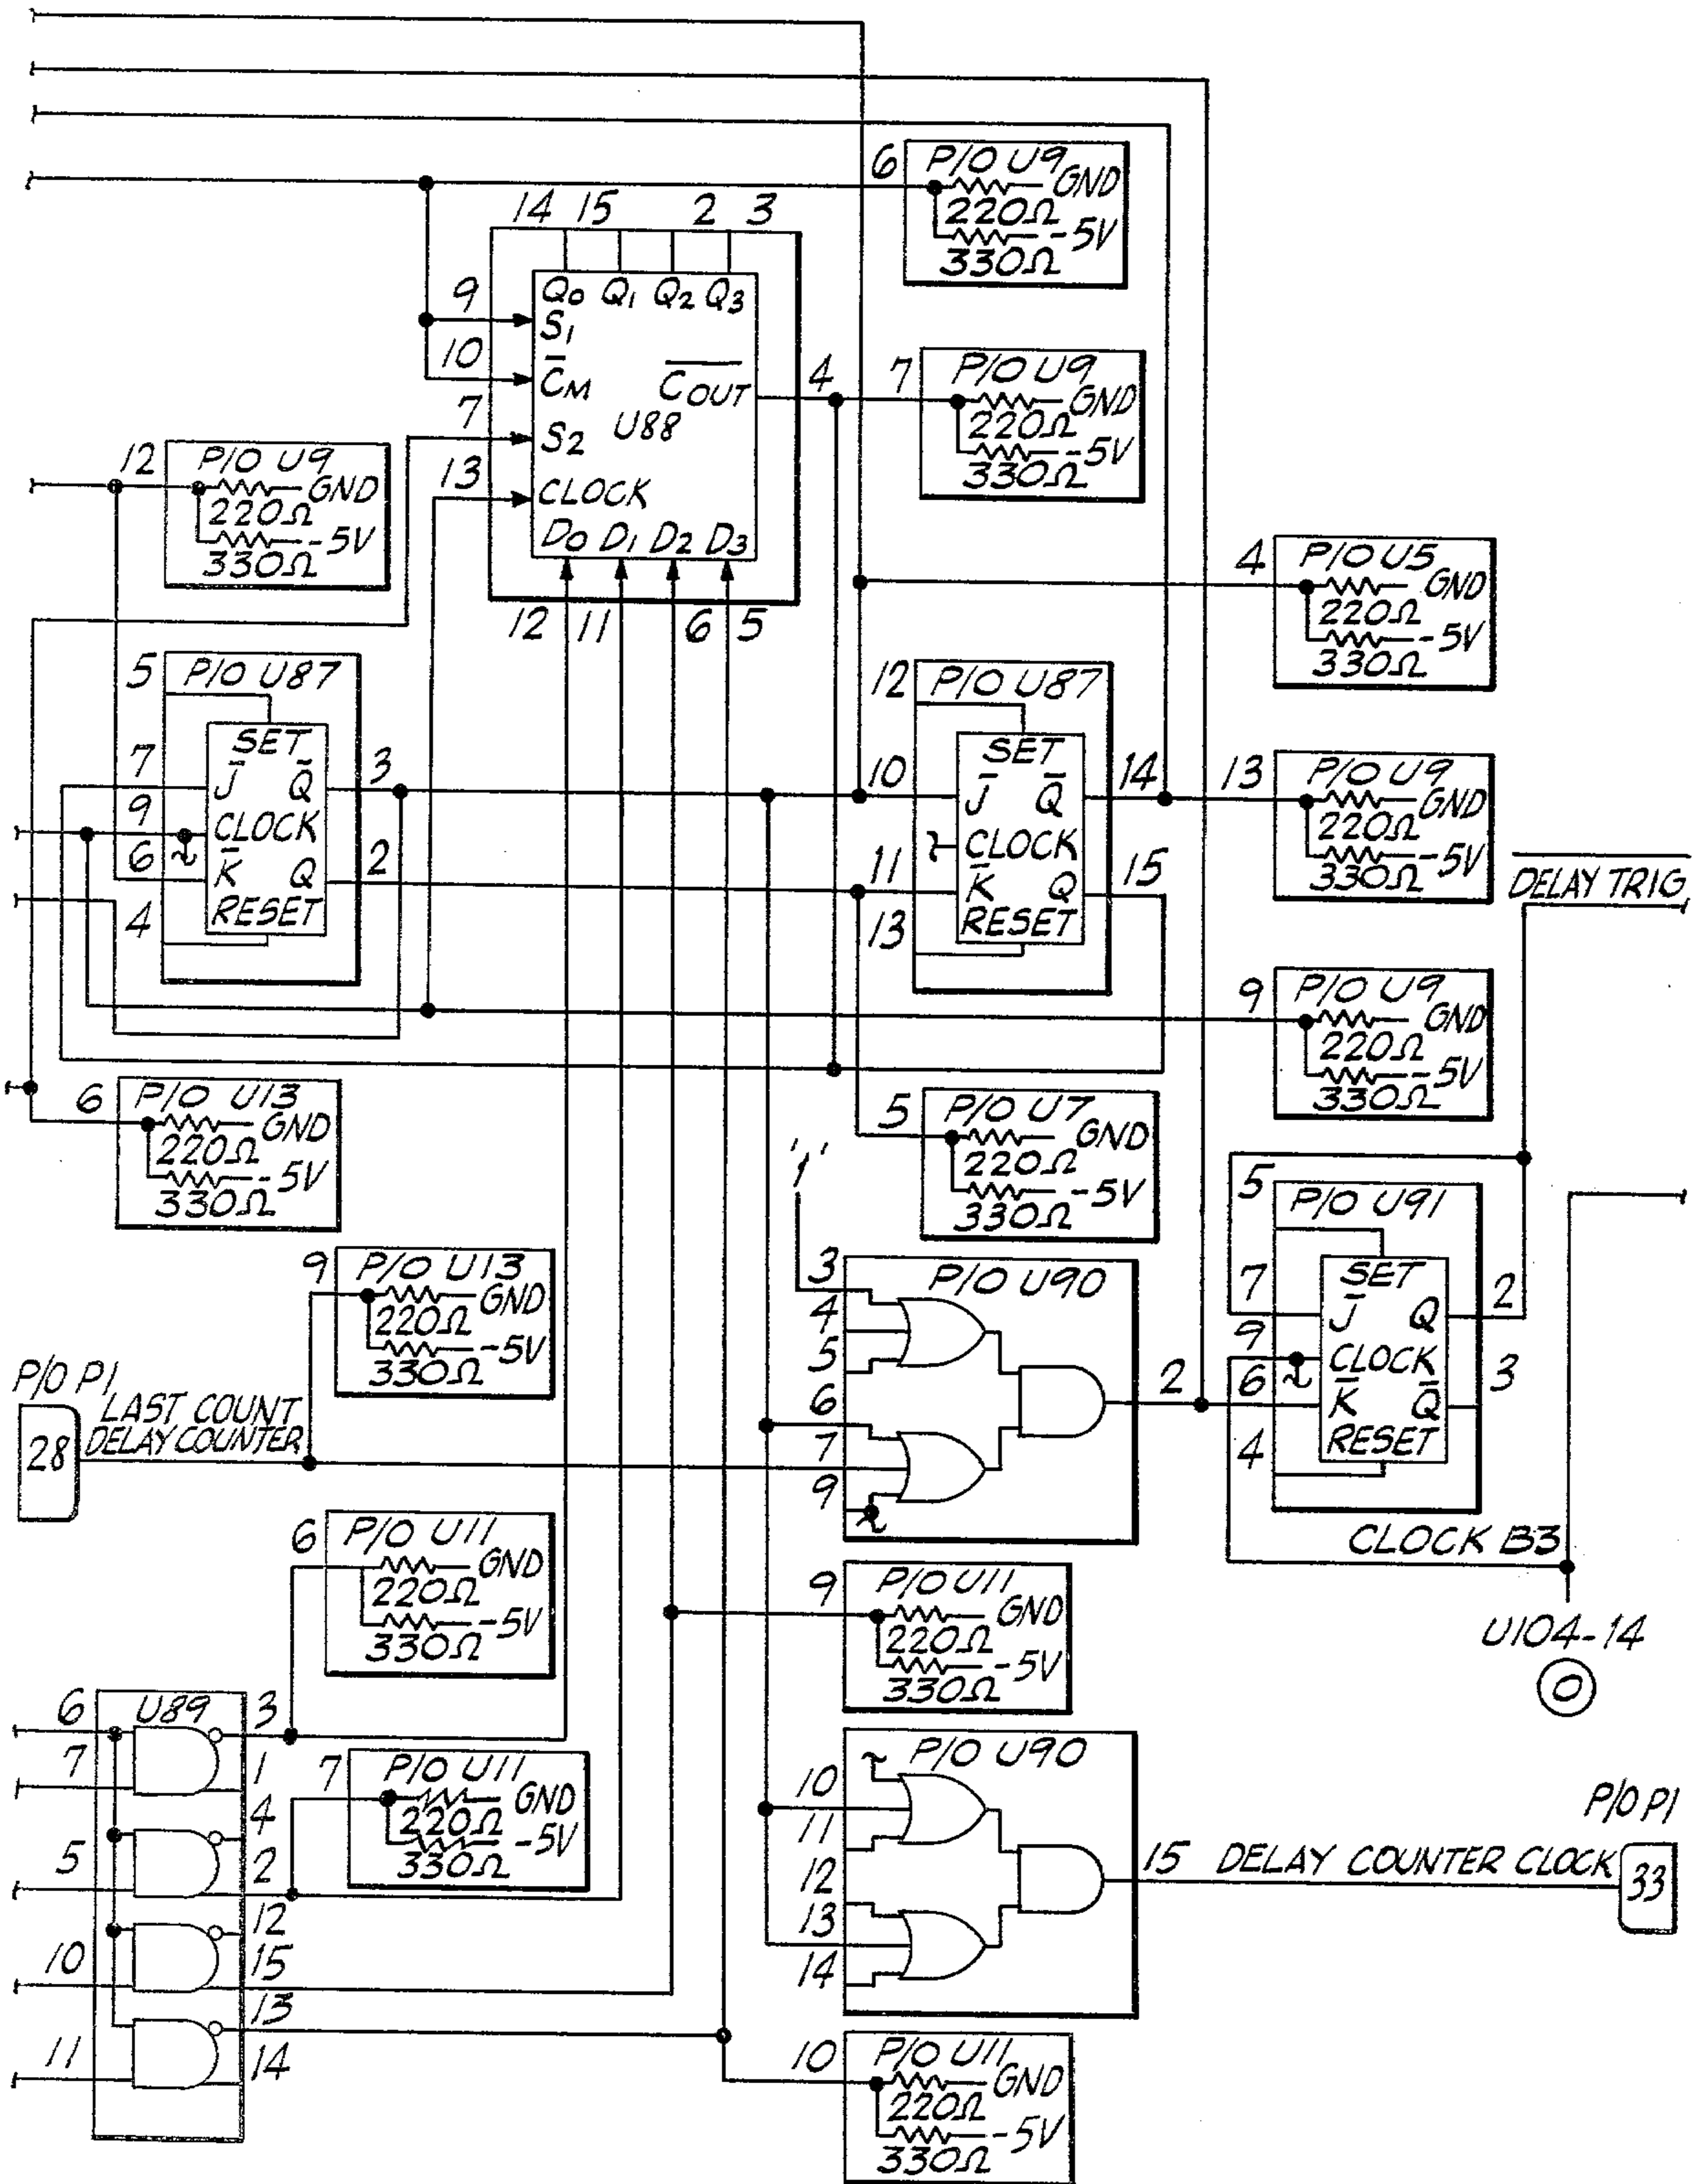 6 P/O U9
GND
220Ω
-5V
330Ω
14 15 2 3
Q0 Q1 Q2 Q3
9 S1
10 C̅M
C̅O̅U̅T̅ 4
7 S2
U88
13 CLOCK
D0 D1 D2 D3
12 11 6 5
7 P/O U9
GND
220Ω
-5V
330Ω
12 P/O U9
GND
220Ω
-5V
330Ω
4 P/O U5
GND
220Ω
-5V
330Ω
5 P/O U87
SET
7 J̅ Q̅ 3
9 CLOCK
6 K̅ Q 2
RESET
4
12 P/O U87
SET
10 J̅ Q̅ 14
CLOCK
11 K̅ Q 15
RESET
13
13 P/O U9
GND
220Ω
-5V
330Ω
D̅E̅L̅A̅Y̅ T̅R̅I̅G̅
9 P/O U9
GND
220Ω
-5V
330Ω
6 P/O U13
GND
220Ω
-5V
330Ω
5 P/O U7
GND
220Ω
-5V
330Ω
'1'
5 P/O U91
SET
7 J̅ Q 2
9 CLOCK
6 K̅ Q̅ 3
RESET
4
9 P/O U13
GND
220Ω
-5V
330Ω
3 P/O U90
4
5
6
7
9
2
P/O P1
28
LAST COUNT
DELAY COUNTER
CLOCK B3
U104-14
O
6 P/O U11
GND
220Ω
-5V
330Ω
9 P/O U11
GND
220Ω
-5V
330Ω
U89
6 3
7 1
4
5 2
12
10 15
13
11 14
7 P/O U11
GND
220Ω
-5V
330Ω
P/O U90
10
11
12
13
14
15 DELAY COUNTER CLOCK
P/O P1
33
10 P/O U11
GND
220Ω
-5V
330Ω